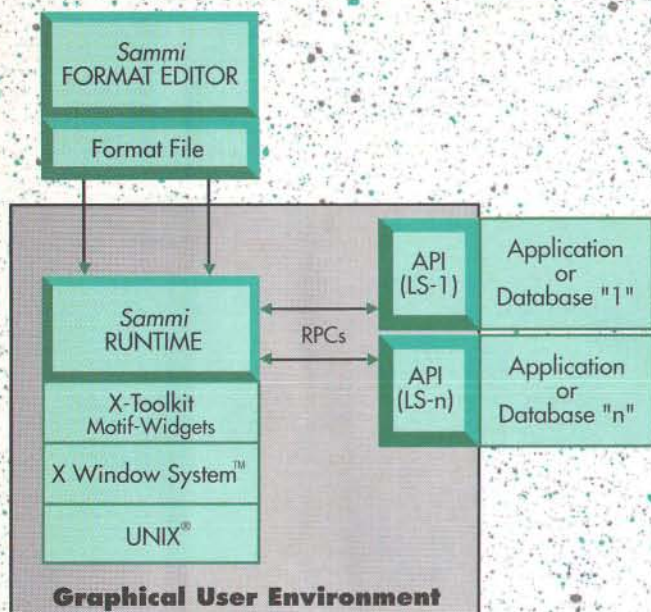 Sammi
FORMAT EDITOR
Format File
Sammi
RUNTIME
X-Toolkit
Motif-Widgets
X Window System™
UNIX®
RPCs
API
(LS-1)
Application
or
Database "1"
API
(LS-n)
Application
or
Database "n"
Graphical User Environment